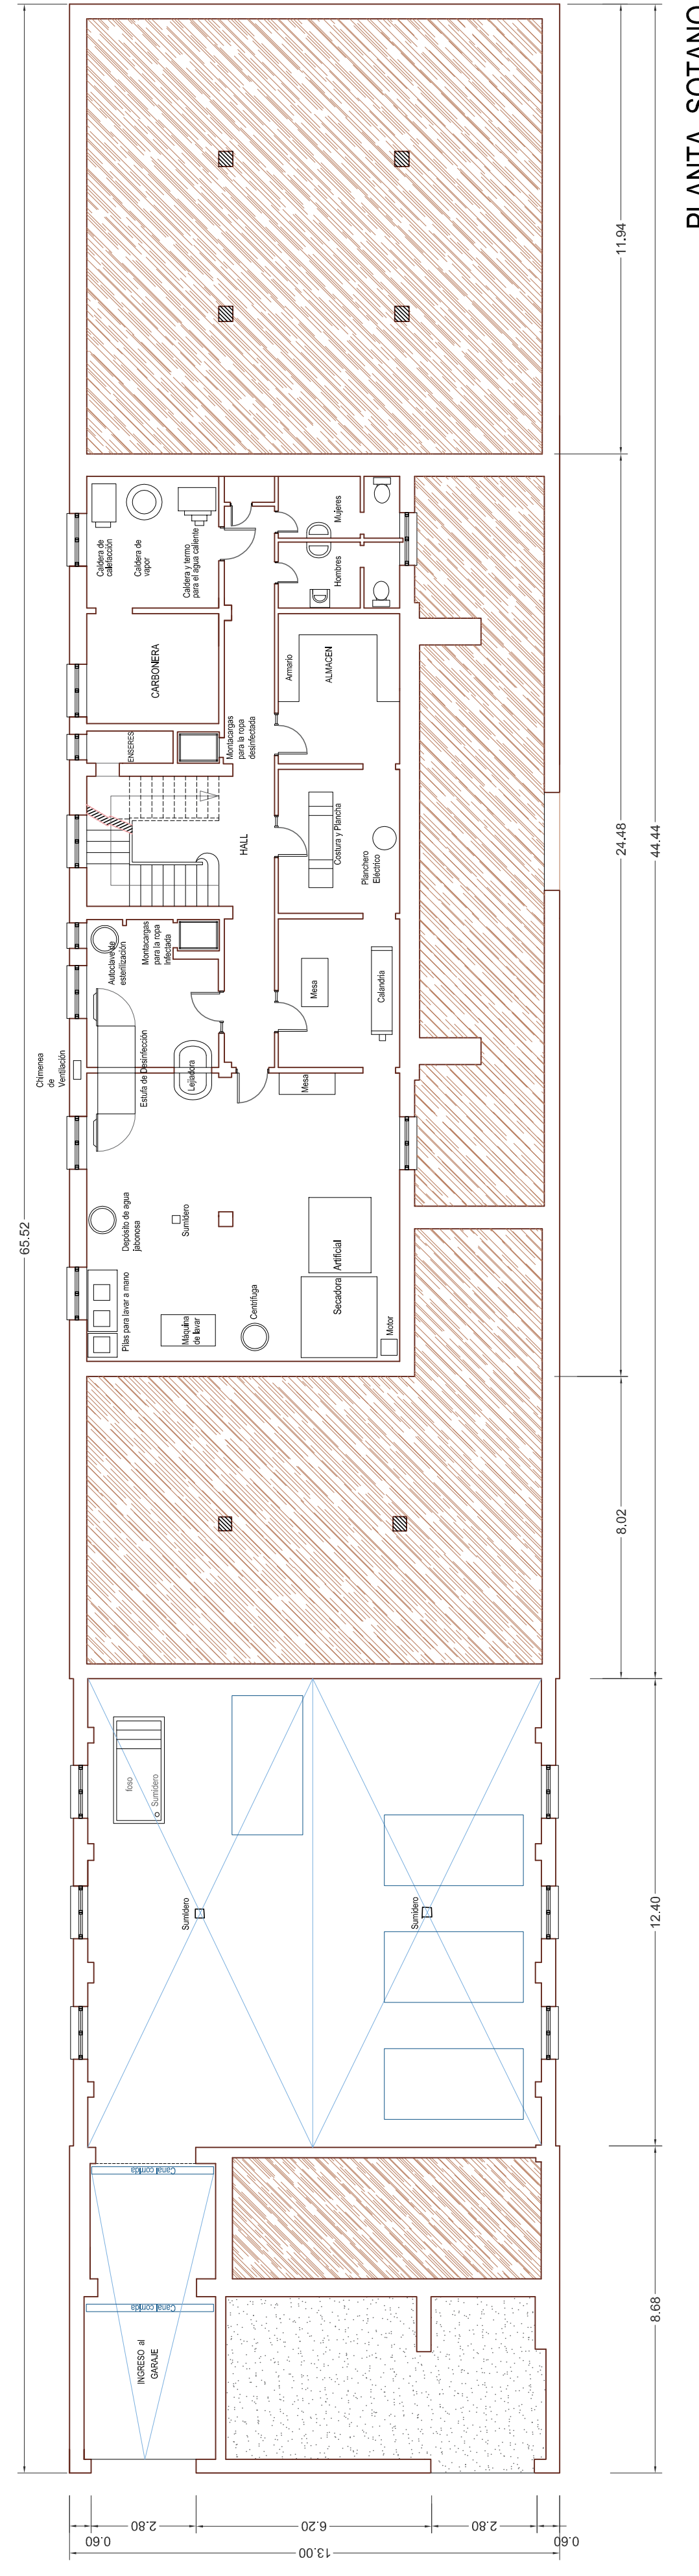 PLANTA SOTANO
65.52
11.94
24.48
44.44
8.02
12.40
8.68
Caldera de
calefacción
Caldera de
vapor
Caldera y termo
para el agua caliente
Mujeres
Hombres
CARBONERA
Armario
ALMACEN
ENSERES
Montacargas
para la ropa
desinfectada
HALL
Costura y Plancha
Planchero
Eléctrico
Autoclave de
esterilización
Montacargas
para la ropa
Infectada
Mesa
Calandria
Chimenea
de
Ventilación
Estufa de Desinfección
Lejiadora
Mesa
Depósito de agua
jabonosa
Sumidero
Pilas para lavar a mano
Máquina
de lavar
Centrífuga
Secadora Artificial
Motor
foso
Sumidero
Sumidero
Sumidero
Canal corrida
Canal corrida
INGRESO al
GARAJE
0.60
2.80
6.20
2.80
0.60
13.00